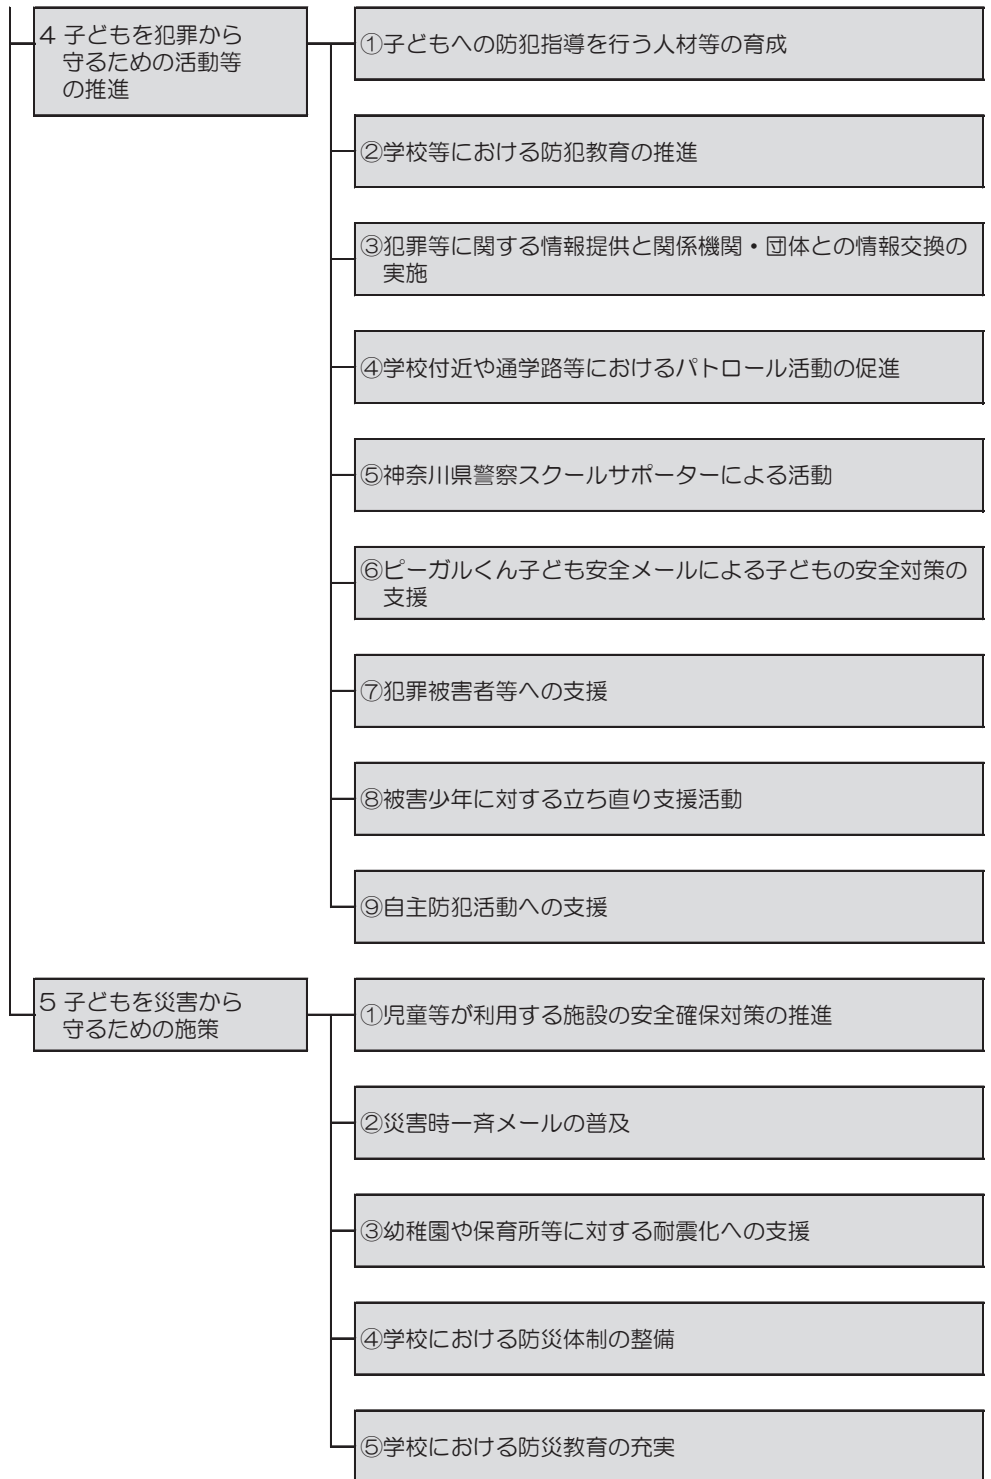 4 子どもを犯罪から
守るための活動等
の推進
①子どもへの防犯指導を行う人材等の育成
②学校等における防犯教育の推進
③犯罪等に関する情報提供と関係機関・団体との情報交換の
実施
④学校付近や通学路等におけるパトロール活動の促進
⑤神奈川県警察スクールサポーターによる活動
⑥ピーガルくん子ども安全メールによる子どもの安全対策の
支援
⑦犯罪被害者等への支援
⑧被害少年に対する立ち直り支援活動
⑨自主防犯活動への支援
5 子どもを災害から
守るための施策
①児童等が利用する施設の安全確保対策の推進
②災害時一斉メールの普及
③幼稚園や保育所等に対する耐震化への支援
④学校における防災体制の整備
⑤学校における防災教育の充実